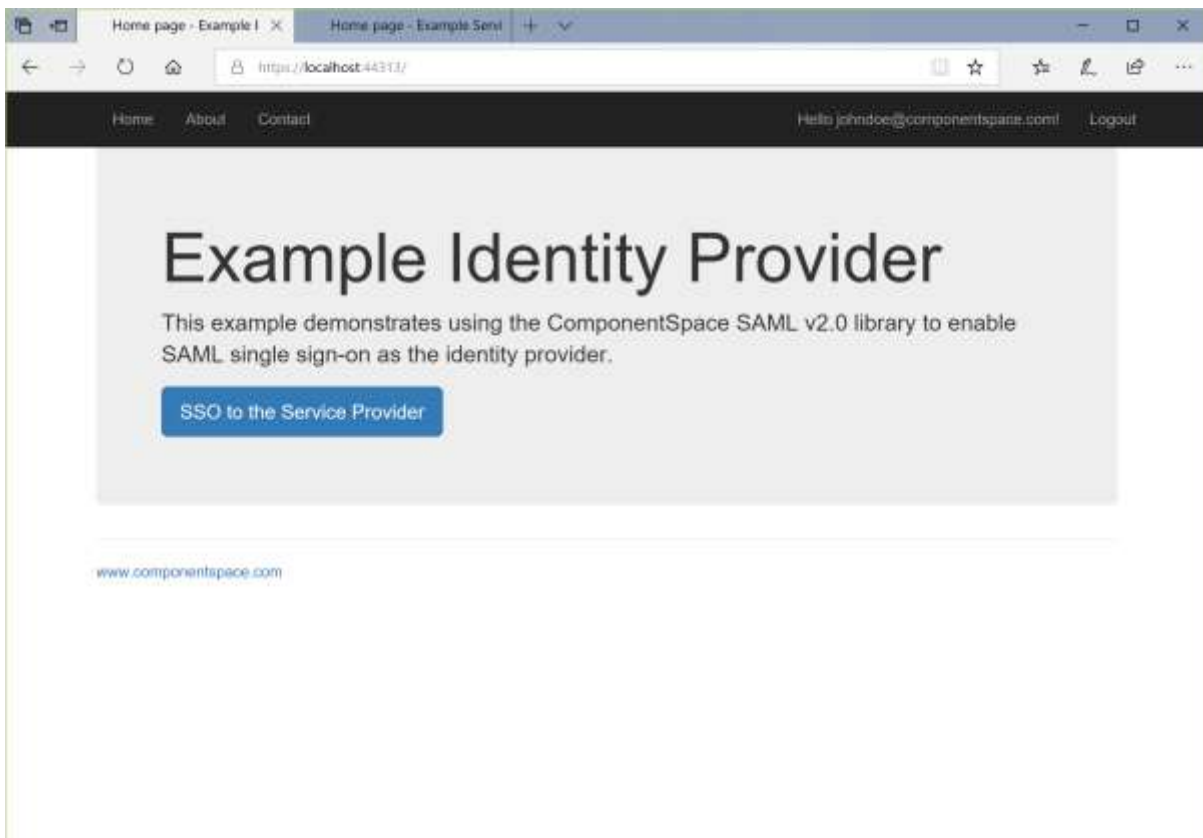 Home page - Example I
Home page - Example Servi
https://localhost:44313/
Home About Contact Hello johndoe@componentspace.com! Logout
Example Identity Provider
This example demonstrates using the ComponentSpace SAML v2.0 library to enable
SAML single sign-on as the identity provider.
SSO to the Service Provider
www.componentspace.com